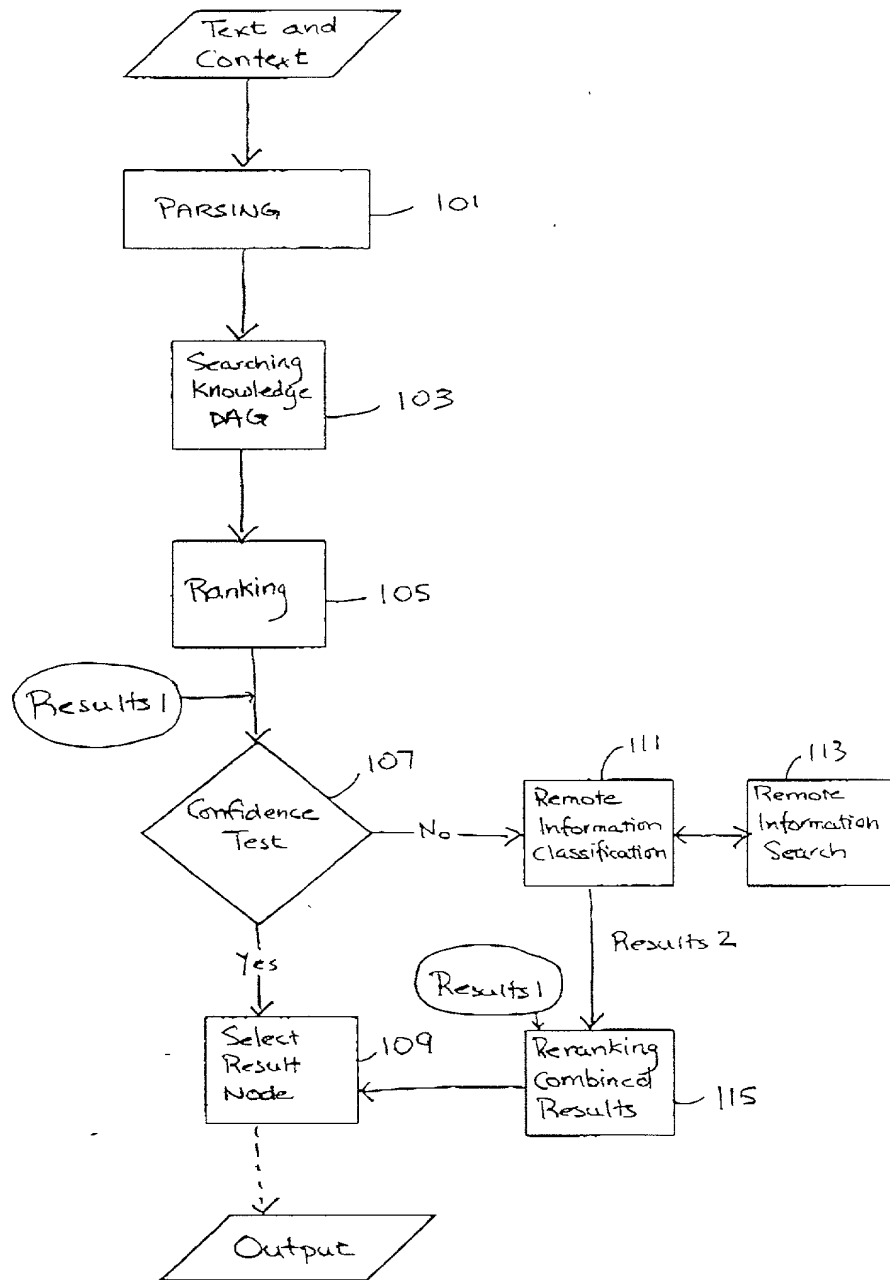 Text and
Context
PARSING
101
Searching
Knowledge
DAG
103
Ranking
105
Results 1
107
Confidence
Test
No
111
Remote
Information
Classification
113
Remote
Information
Search
Yes
Results 2
Results 1
Select
Result
Node
109
Reranking
Combined
Results
115
Output